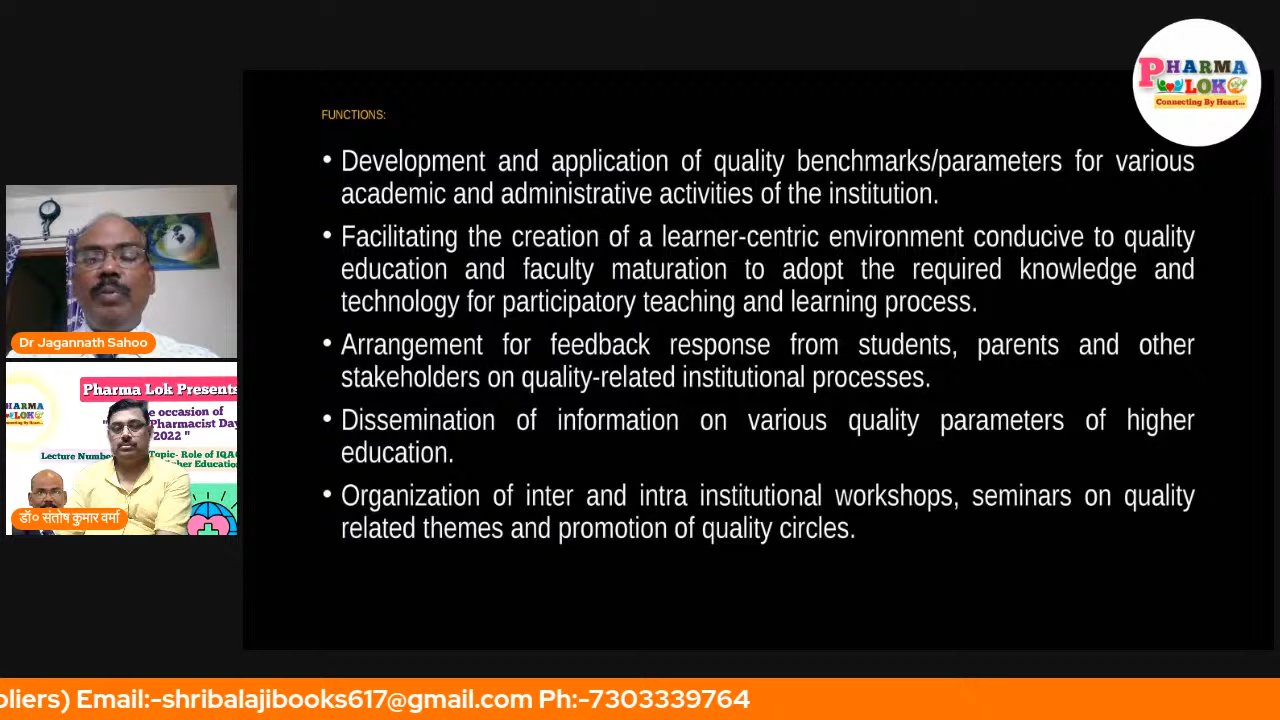 PHARMA
LOK
Connecting By Heart...
FUNCTIONS:
• Development and application of quality benchmarks/parameters for various
academic and administrative activities of the institution.
• Facilitating the creation of a learner-centric environment conducive to quality
education and faculty maturation to adopt the required knowledge and
technology for participatory teaching and learning process.
• Arrangement for feedback response from students, parents and other
stakeholders on quality-related institutional processes.
• Dissemination of information on various quality parameters of higher
education.
• Organization of inter and intra institutional workshops, seminars on quality
related themes and promotion of quality circles.
Dr Jagannath Sahoo
Pharma Lok Presents
occasion of
Pharmacist Day
2022 "
Lecture Number
Topic- Role of IQAC
डॉ० संतोष कुमार वर्मा
pliers) Email:-shribalajibooks617@gmail.com Ph:-7303339764